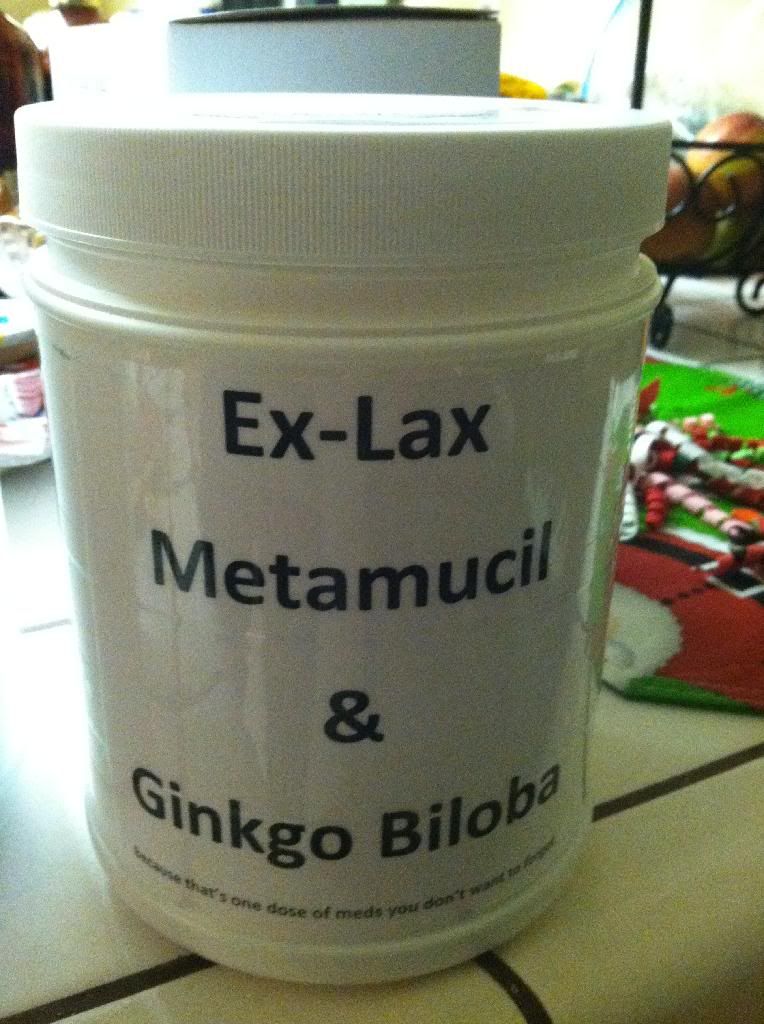 Ex-Lax
Metamucil
&
Ginkgo Biloba
because that's one dose of meds you don't want to forget